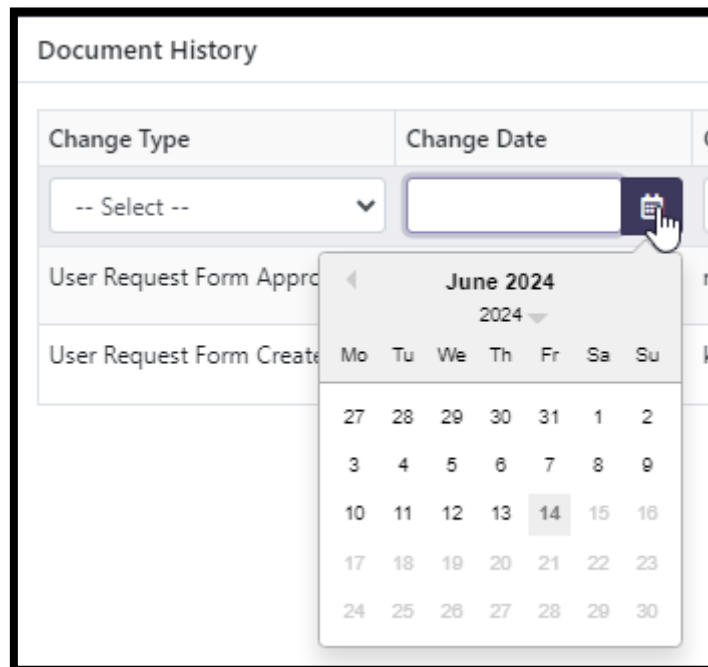 Document History
Change Type Change Date
-- Select --
User Request Form Appro
User Request Form Create
June 2024
2024
Mo Tu We Th Fr Sa Su
27 28 29 30 31 1 2
3 4 5 6 7 8 9
10 11 12 13 14 15 16
17 18 19 20 21 22 23
24 25 26 27 28 29 30